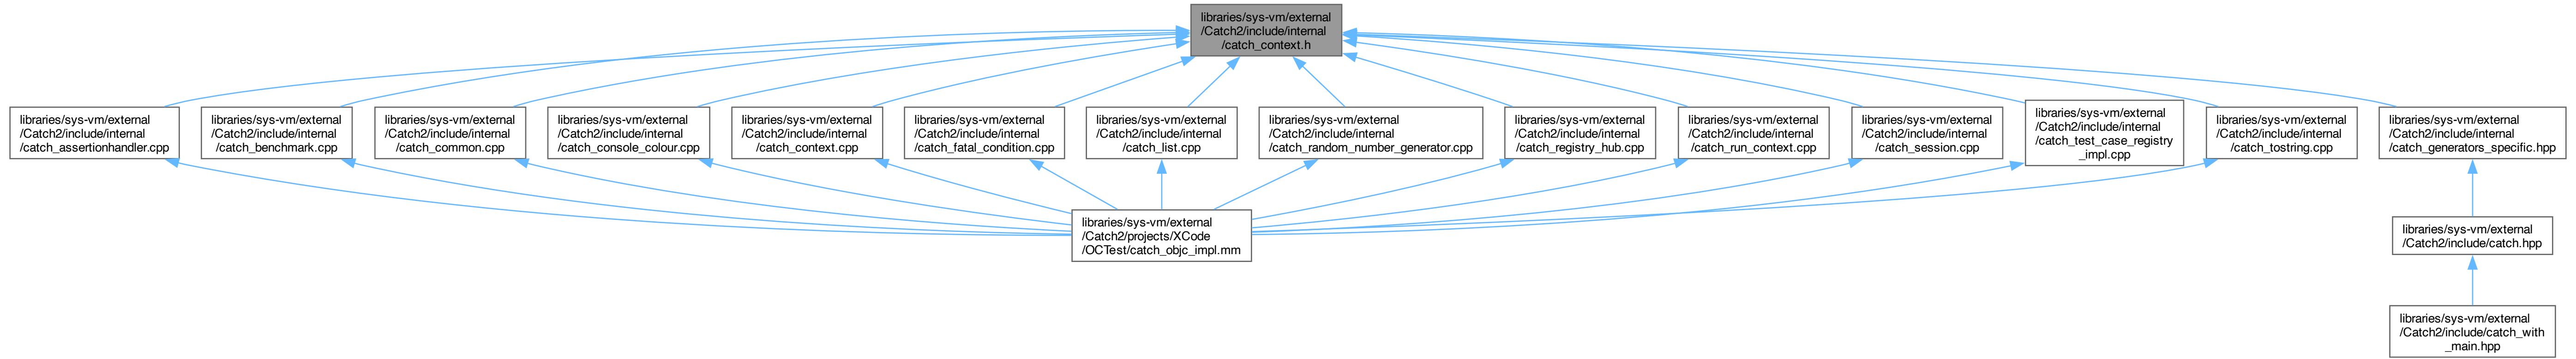 libraries/sys-vm/external
/Catch2/include/internal
/catch_context.h
libraries/sys-vm/external
/Catch2/include/internal
/catch_assertionhandler.cpp
libraries/sys-vm/external
/Catch2/include/internal
/catch_benchmark.cpp
libraries/sys-vm/external
/Catch2/include/internal
/catch_common.cpp
libraries/sys-vm/external
/Catch2/include/internal
/catch_console_colour.cpp
libraries/sys-vm/external
/Catch2/include/internal
/catch_context.cpp
libraries/sys-vm/external
/Catch2/include/internal
/catch_fatal_condition.cpp
libraries/sys-vm/external
/Catch2/include/internal
/catch_list.cpp
libraries/sys-vm/external
/Catch2/include/internal
/catch_random_number_generator.cpp
libraries/sys-vm/external
/Catch2/include/internal
/catch_registry_hub.cpp
libraries/sys-vm/external
/Catch2/include/internal
/catch_run_context.cpp
libraries/sys-vm/external
/Catch2/include/internal
/catch_session.cpp
libraries/sys-vm/external
/Catch2/include/internal
/catch_test_case_registry
_impl.cpp
libraries/sys-vm/external
/Catch2/include/internal
/catch_tostring.cpp
libraries/sys-vm/external
/Catch2/include/internal
/catch_generators_specific.hpp
libraries/sys-vm/external
/Catch2/projects/XCode
/OCTest/catch_objc_impl.mm
libraries/sys-vm/external
/Catch2/include/catch.hpp
libraries/sys-vm/external
/Catch2/include/catch_with
_main.hpp